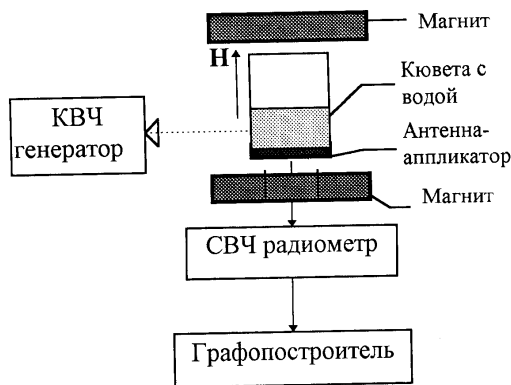 Магнит
H
Кювета с
водой
КВЧ
генератор
Антенна-
аппликатор
Магнит
СВЧ радиометр
Графопостроитель